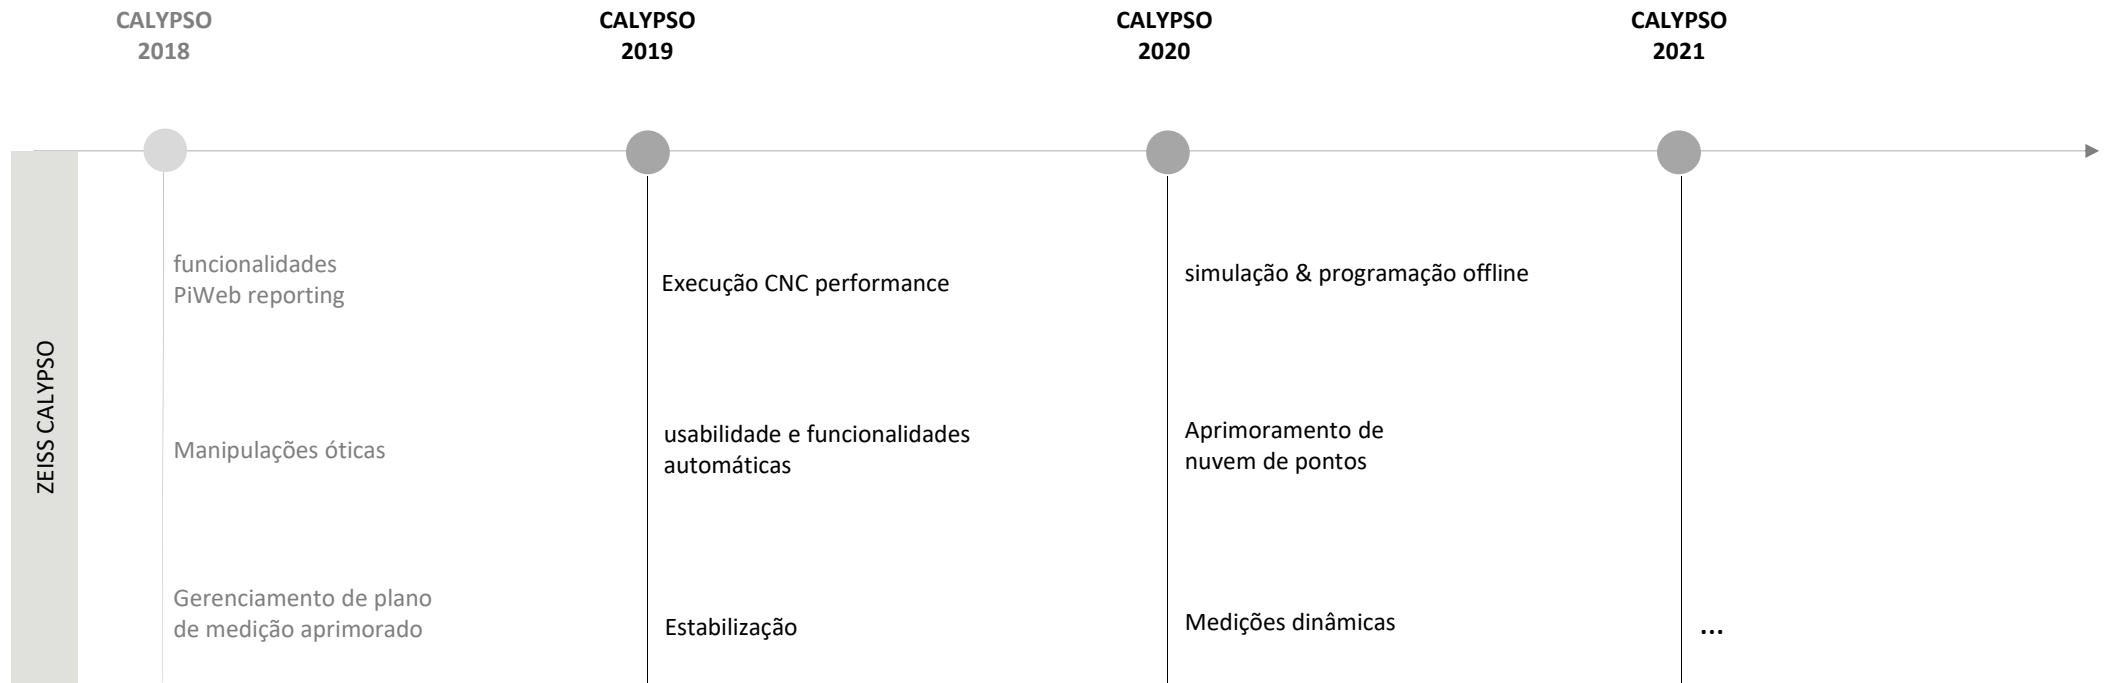 CALYPSO
2018
CALYPSO
2019
CALYPSO
2020
CALYPSO
2021
ZEISS CALYPSO
funcionalidades
PiWeb reporting
Manipulações óticas
Gerenciamento de plano
de medição aprimorado
Execução CNC performance
usabilidade e funcionalidades
automáticas
Estabilização
simulação & programação offline
Aprimoramento de
nuvem de pontos
Medições dinâmicas
...